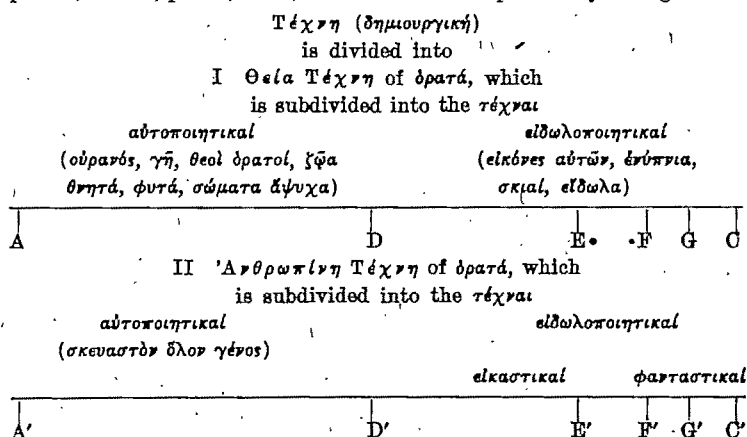 Τέχνη (δημιουργική)
is divided into
I Θεία Τέχνη of ὁρατά, which
is subdivided into the τέχναι
αὐτοποιητικαί εἰδωλοποιητικαί
(οὐρανός, γῆ, θεοὶ ὁρατοί, ζῷα (εἰκόνες αὐτῶν, ἐνύπνια,
θνητά, φυτά, σώματα ἄψυχα) σκιαί, εἴδωλα)
A D E F G C
II Ἀνθρωπίνη Τέχνη of ὁρατά, which
is subdivided into the τέχναι
αὐτοποιητικαί εἰδωλοποιητικαί
(σκευαστὸν ὅλον γένος)
εἰκαστικαί φανταστικαί
A′ D′ E′ F′ G′ C′